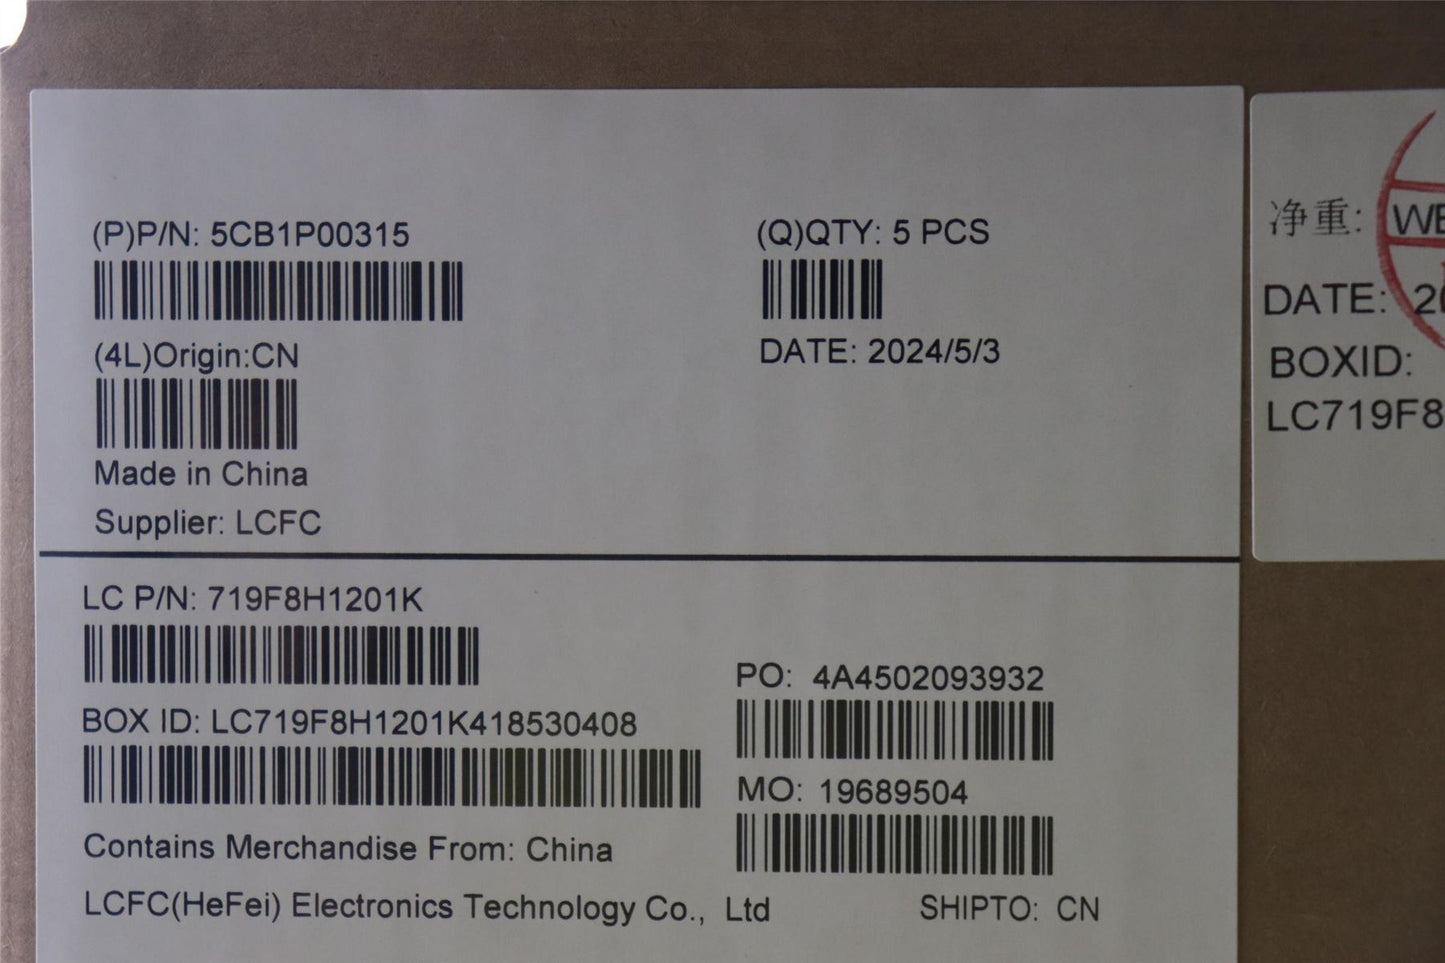 (P)P/N: 5CB1P00315
(Q)QTY: 5 PCS
(4L)Origin:CN
DATE: 2024/5/3
Made in China
Supplier: LCFC
LC P/N: 719F8H1201K
PO: 4A4502093932
BOX ID: LC719F8H1201K418530408
MO: 19689504
Contains Merchandise From: China
LCFC(HeFei) Electronics Technology Co., Ltd
SHIPTO: CN
净重:
DATE:
BOXID:
LC719F8